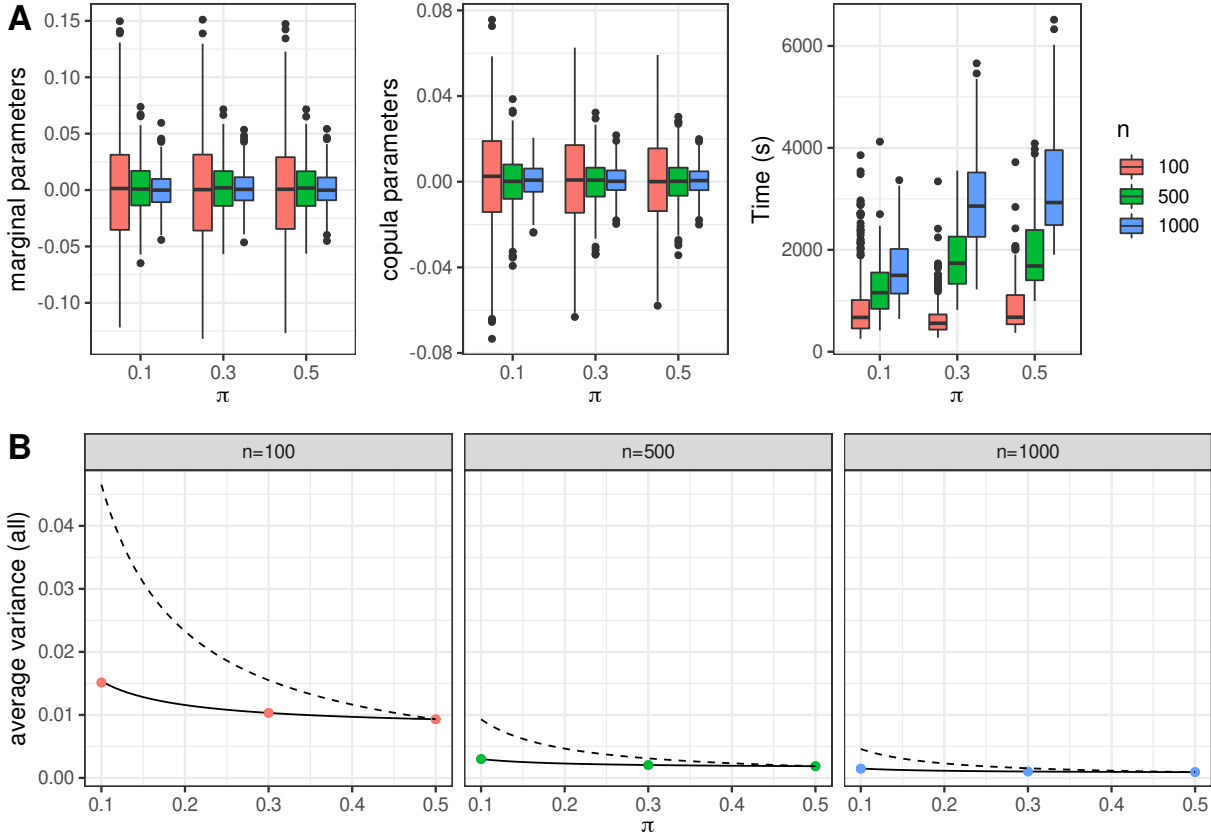 A
marginal parameters
0.15
0.10
0.05
0.00
-0.05
-0.10
0.1 0.3 0.5
π
copula parameters
0.08
0.04
0.00
-0.04
-0.08
0.1 0.3 0.5
π
Time (s)
6000
4000
2000
0
0.1 0.3 0.5
π
n
100
500
1000
B
n=100
n=500
n=1000
average variance (all)
0.04
0.03
0.02
0.01
0.00
0.1 0.2 0.3 0.4 0.5
0.1 0.2 0.3 0.4 0.5
0.1 0.2 0.3 0.4 0.5
π